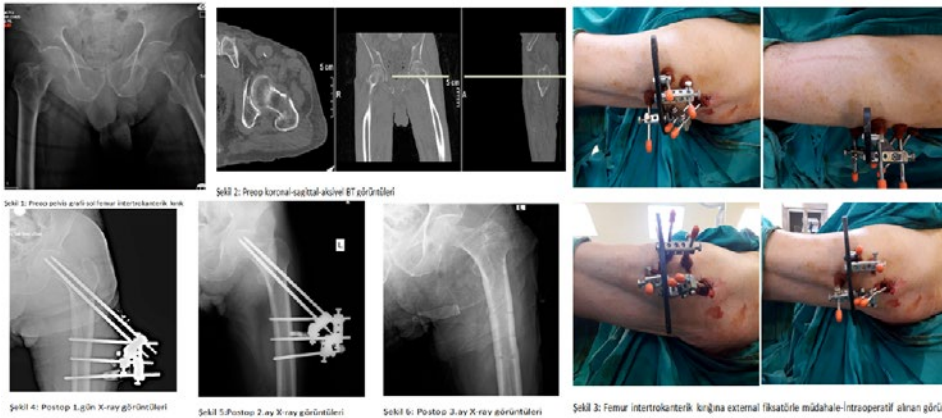 Şekil 1: Preop pelvis grafi-sol femur intertrokanterik kırık
Şekil 2: Preop koronal-sagittal-aksiyel BT görüntüleri
5 cm
R
5 cm
A
Şekil 4: Postop 1.gün X-ray görüntüleri
L
Şekil 5:Postop 2.ay X-ray görüntüleri
Şekil 6: Postop 3.ay X-ray görüntüleri
Şekil 3: Femur intertrokanterik kırığına external fiksatörle müdahale-İntraoperatif alınan görü